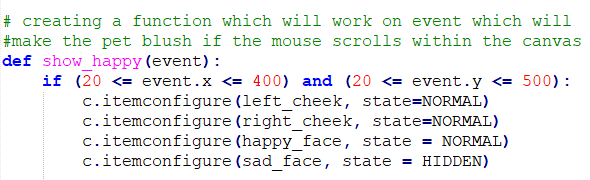 # creating a function which will work on event which will
#make the pet blush if the mouse scrolls within the canvas
def show_happy(event):
    if (20 <= event.x <= 400) and (20 <= event.y <= 500):
        c.itemconfigure(left_cheek, state=NORMAL)
        c.itemconfigure(right_cheek, state=NORMAL)
        c.itemconfigure(happy_face, state = NORMAL)
        c.itemconfigure(sad_face, state = HIDDEN)